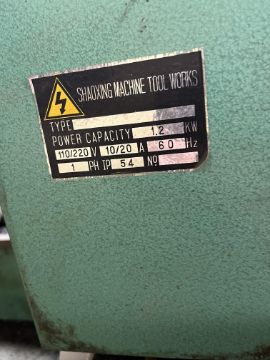 SHAOXING MACHINE TOOL WORKS
TYPE
POWER CAPACITY 1.2 KW
110/220 V 10/20 A 60 Hz
1 PH IP 54 NO